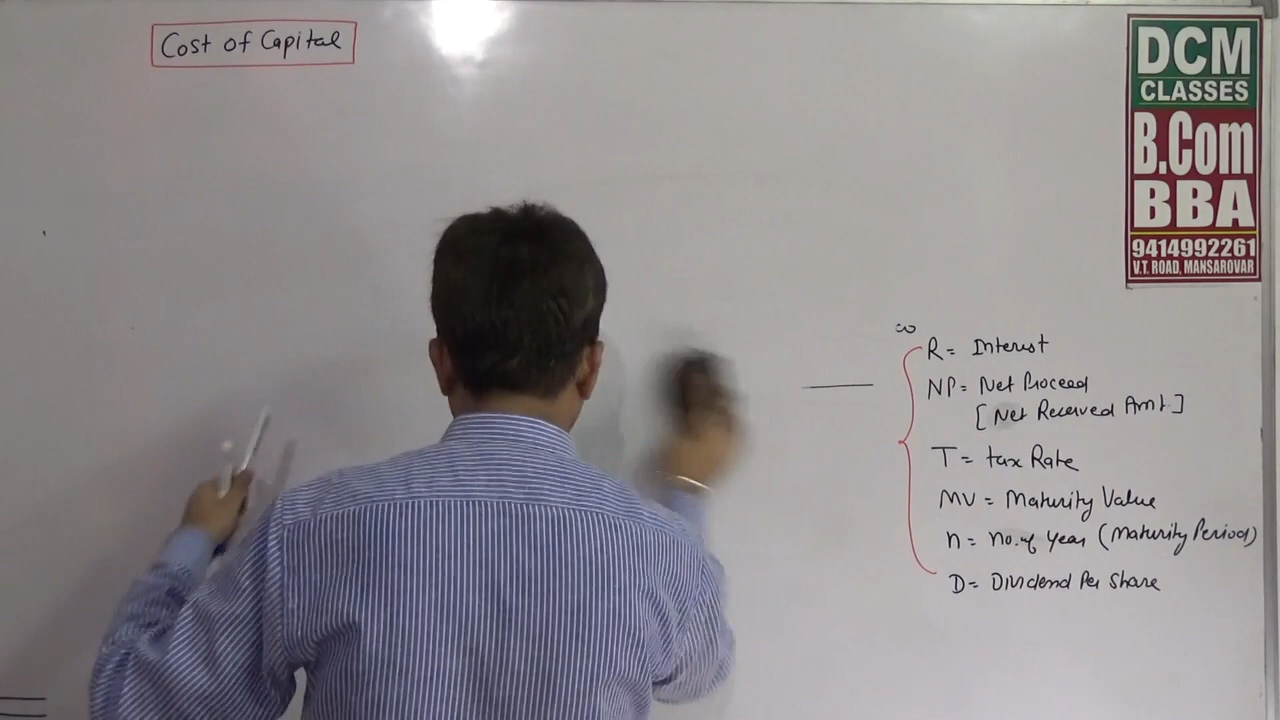 Cost of Capital
DCM
CLASSES
B.Com
BBA
9414992261
V.T. ROAD, MANSAROVAR
R = Interest
NP = Net Proceed
[Net Received Amt.]
T = tax Rate
MV = Maturity Value
n = no. of year (Maturity Period)
D = Dividend Per Share